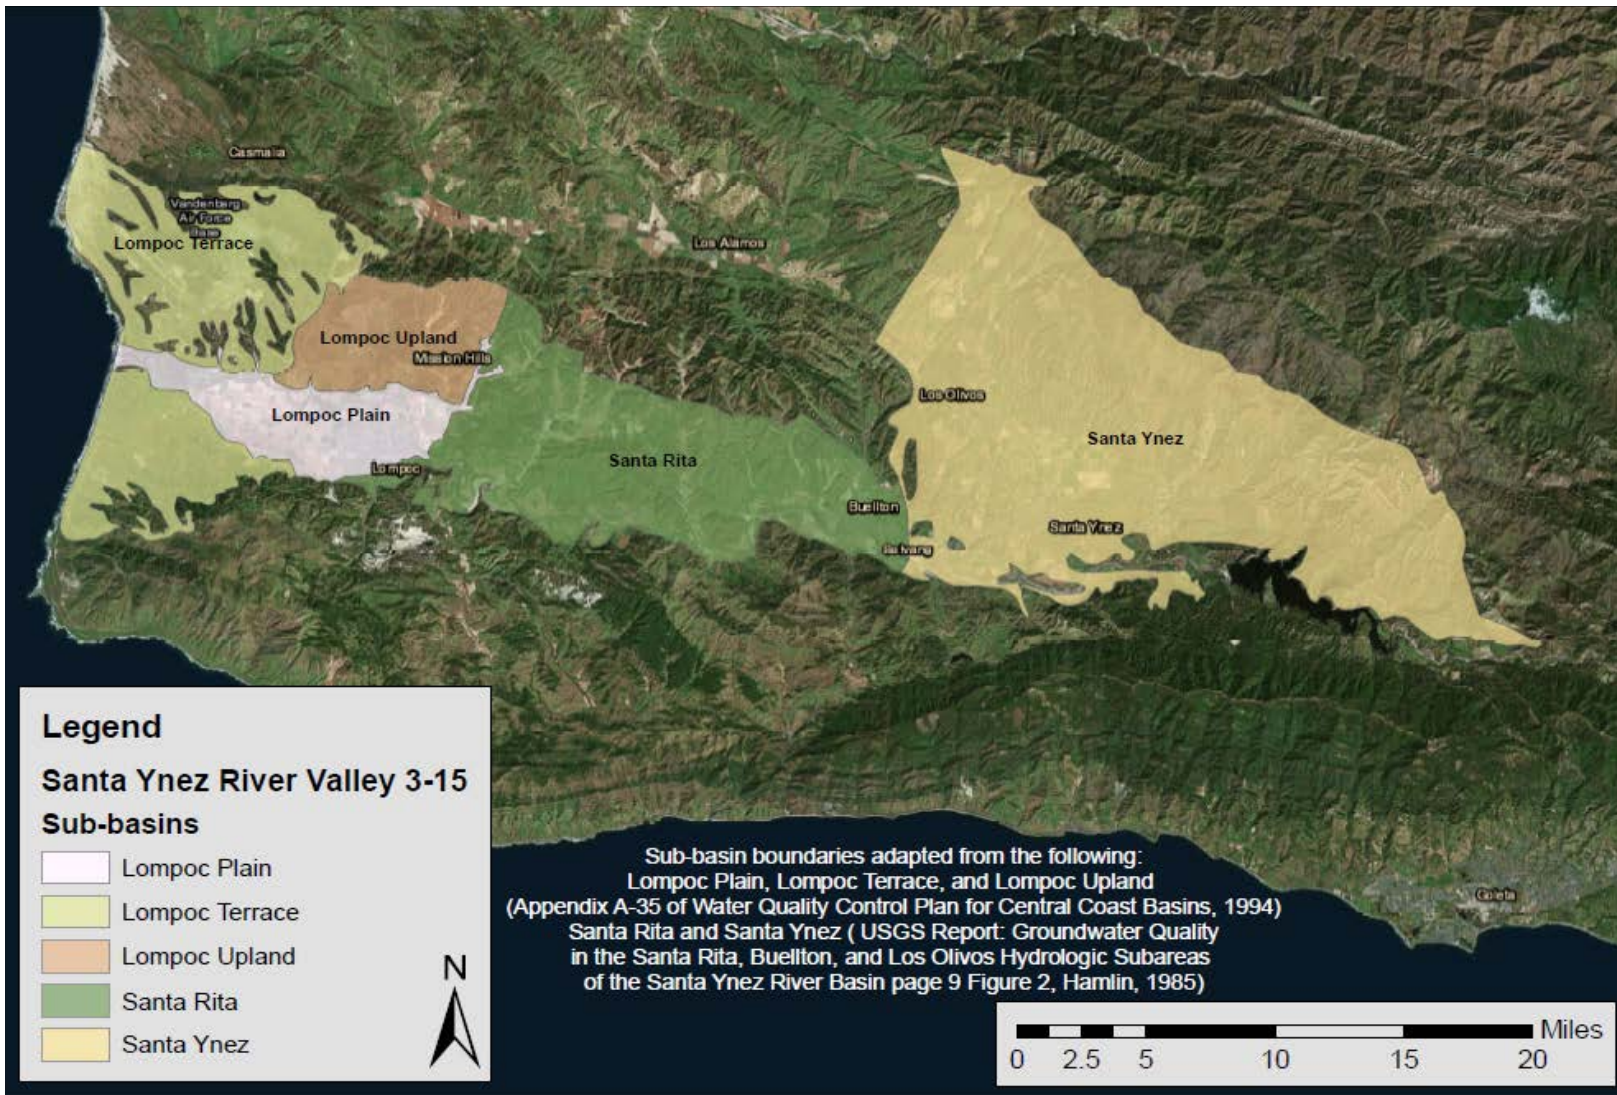 Casmalia
Vandenberg
Air Force
Base
Lompoc Terrace
Los Alamos
Lompoc Upland
Mission Hills
Los Olivos
Lompoc Plain
Santa Ynez
Santa Rita
Lompoc
Buellton
Santa Ynez
Solvang
Legend
Santa Ynez River Valley 3-15
Sub-basins
Lompoc Plain
Lompoc Terrace
Lompoc Upland
Santa Rita
Santa Ynez
N
Sub-basin boundaries adapted from the following:
Lompoc Plain, Lompoc Terrace, and Lompoc Upland
(Appendix A-35 of Water Quality Control Plan for Central Coast Basins, 1994)
Santa Rita and Santa Ynez ( USGS Report: Groundwater Quality
in the Santa Rita, Buellton, and Los Olivos Hydrologic Subareas
of the Santa Ynez River Basin page 9 Figure 2, Hamlin, 1985)
Goleta
Miles
0 2.5 5 10 15 20